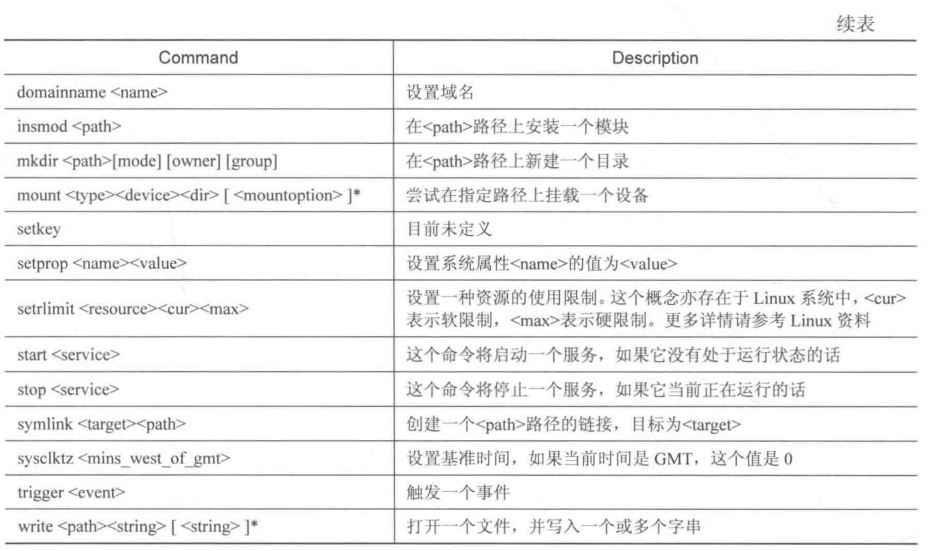 续表
Command Description
domainname <name> 设置域名
insmod <path> 在<path>路径上安装一个模块
mkdir <path>[mode] [owner] [group] 在<path>路径上新建一个目录
mount <type><device><dir> [ <mountoption> ]* 尝试在指定路径上挂载一个设备
setkey 目前未定义
setprop <name><value> 设置系统属性<name>的值为<value>
setrlimit <resource><cur><max> 设置一种资源的使用限制。这个概念亦存在于 Linux 系统中，<cur>
表示软限制，<max>表示硬限制。更多详情请参考 Linux 资料
start <service> 这个命令将启动一个服务，如果它没有处于运行状态的话
stop <service> 这个命令将停止一个服务，如果它当前正在运行的话
symlink <target><path> 创建一个<path>路径的链接，目标为<target>
sysclktz <mins_west_of_gmt> 设置基准时间，如果当前时间是 GMT，这个值是 0
trigger <event> 触发一个事件
write <path><string> [ <string> ]* 打开一个文件，并写入一个或多个字串